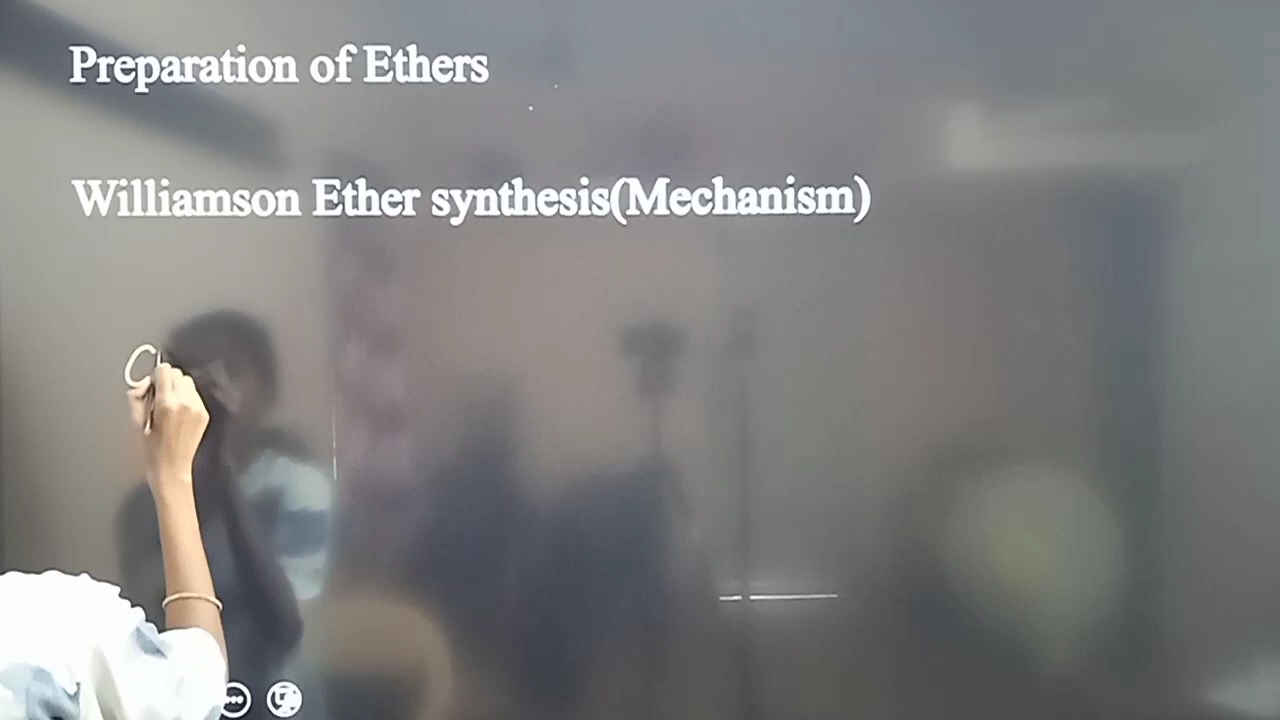 Preparation of Ethers
Williamson Ether synthesis(Mechanism)
C